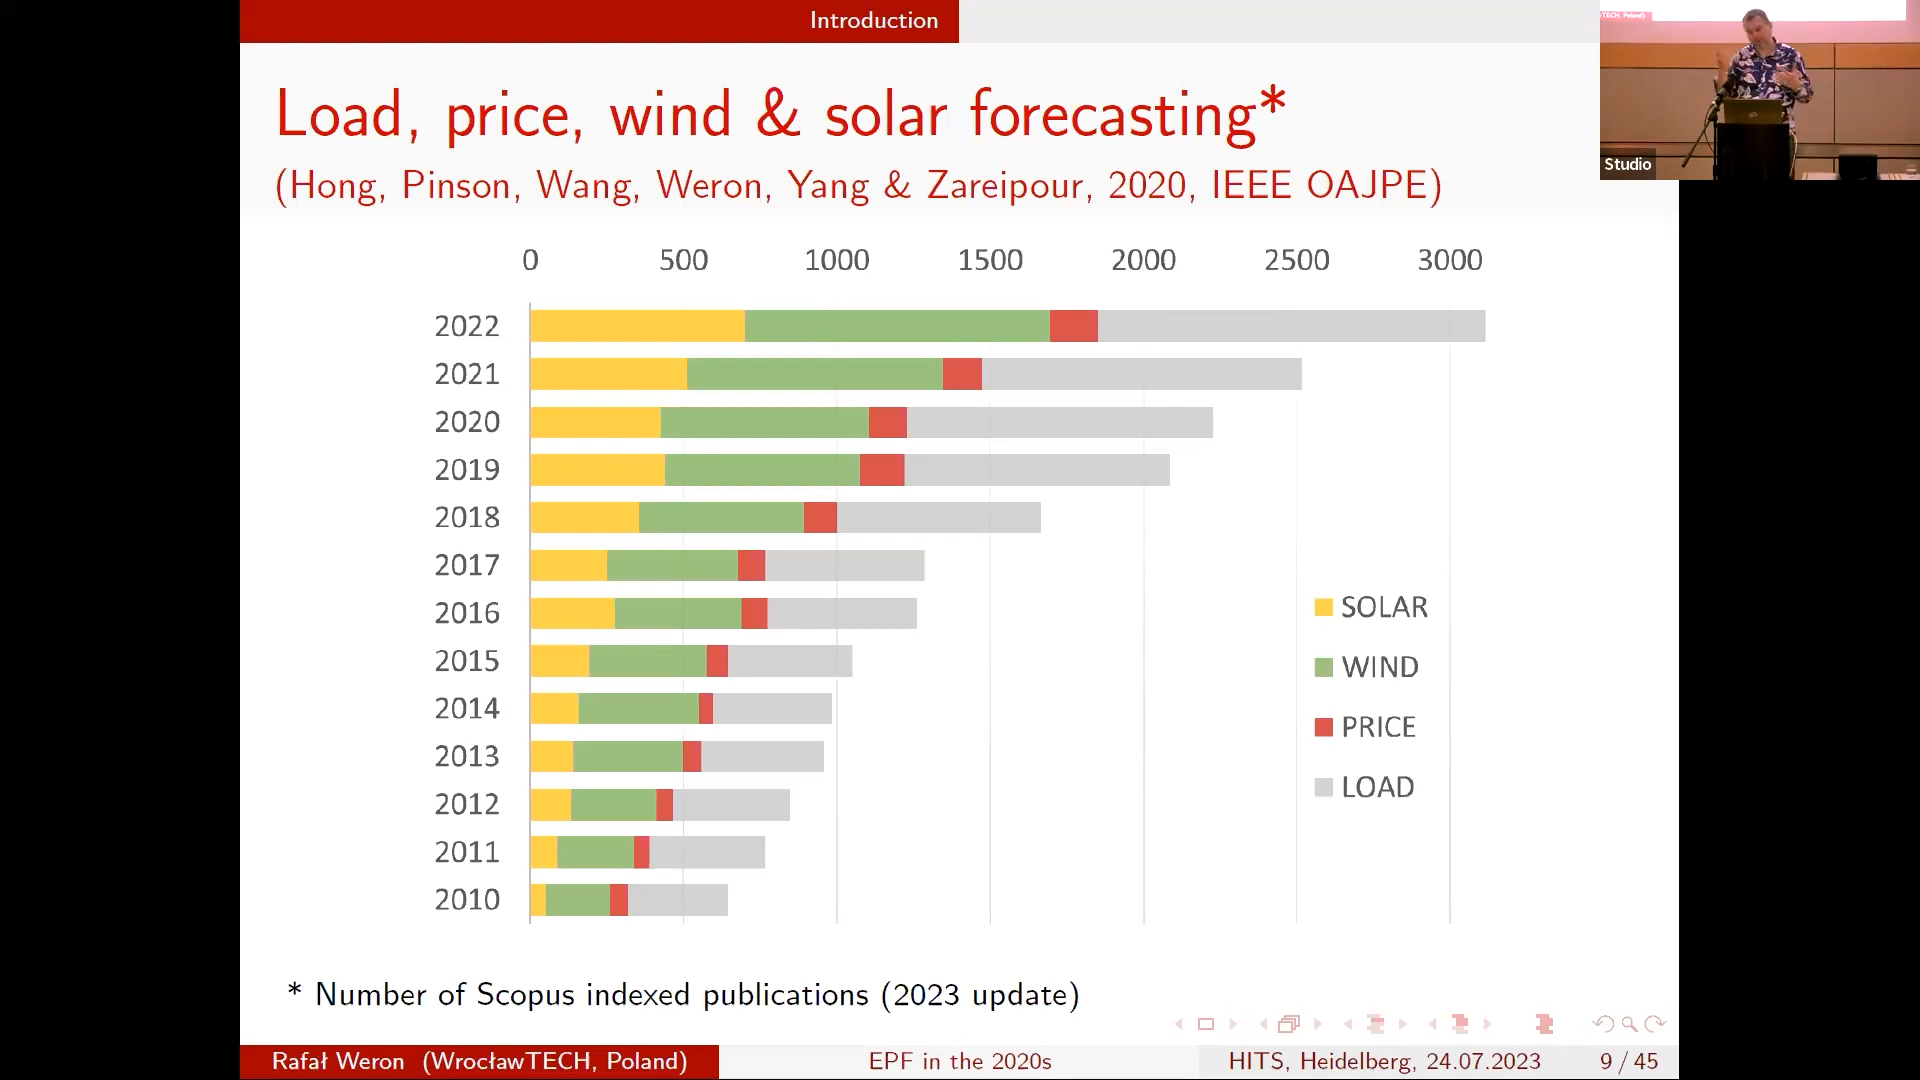 Introduction
TECH, Poland)
Studio
Load, price, wind & solar forecasting*
(Hong, Pinson, Wang, Weron, Yang & Zareipour, 2020, IEEE OAJPE)
0 500 1000 1500 2000 2500 3000
2022
2021
2020
2019
2018
2017
2016
2015
2014
2013
2012
2011
2010
SOLAR
WIND
PRICE
LOAD
* Number of Scopus indexed publications (2023 update)
Rafał Weron (WrocławTECH, Poland) EPF in the 2020s HITS, Heidelberg, 24.07.2023 9 / 45